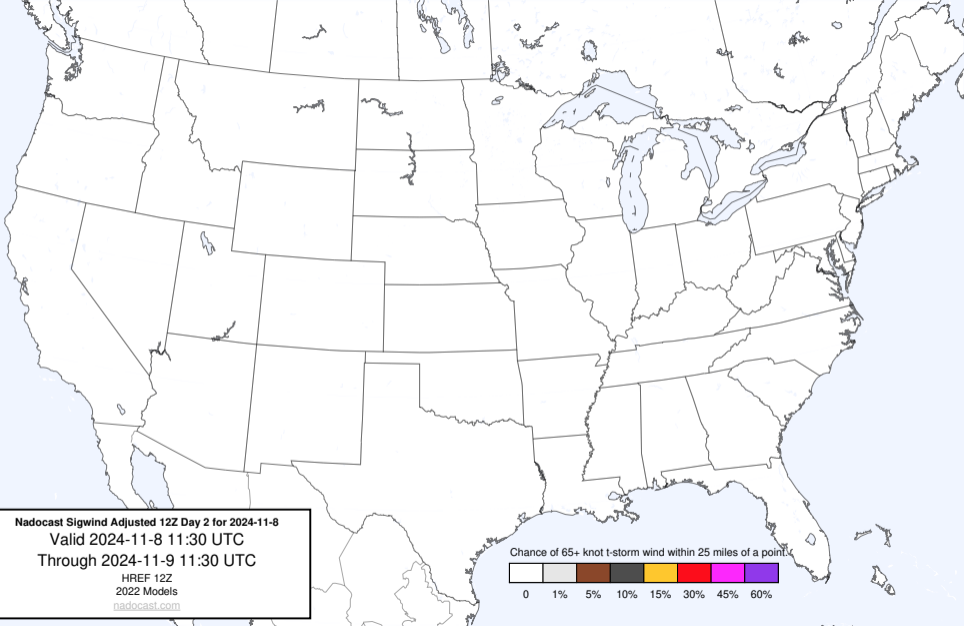 Nadocast Sigwind Adjusted 12Z Day 2 for 2024-11-8
Valid 2024-11-8 11:30 UTC
Through 2024-11-9 11:30 UTC
HREF 12Z
2022 Models
nadocast.com
Chance of 65+ knot t-storm wind within 25 miles of a point.
0 1% 5% 10% 15% 30% 45% 60%